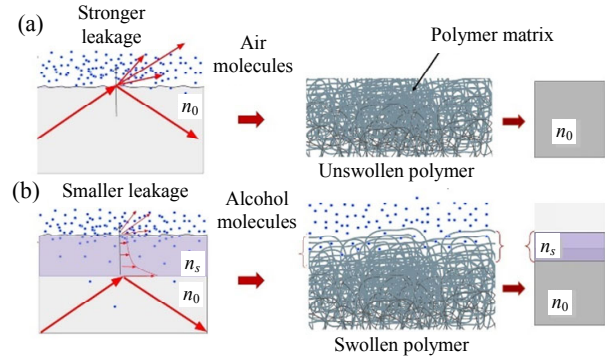 (a)
Stronger
leakage
Air
molecules
Polymer matrix
n0
Unswollen polymer
n0
(b)
Smaller leakage
Alcohol
molecules
ns
n0
Swollen polymer
ns
n0